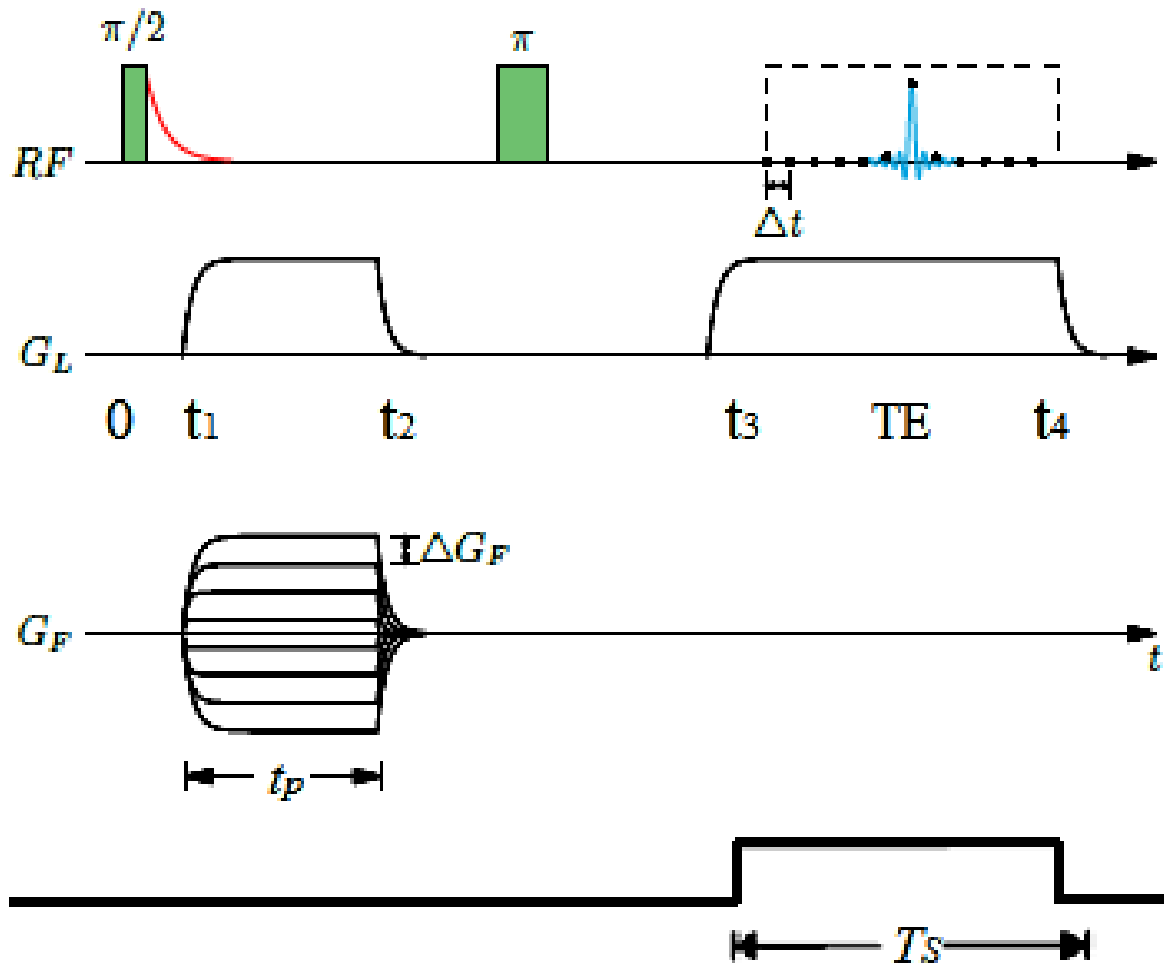 π/2
π
RF
Δt
G_L
0 t₁ t₂ t₃ TE t₄
ΔG_F
G_F
t
t_P
T_S